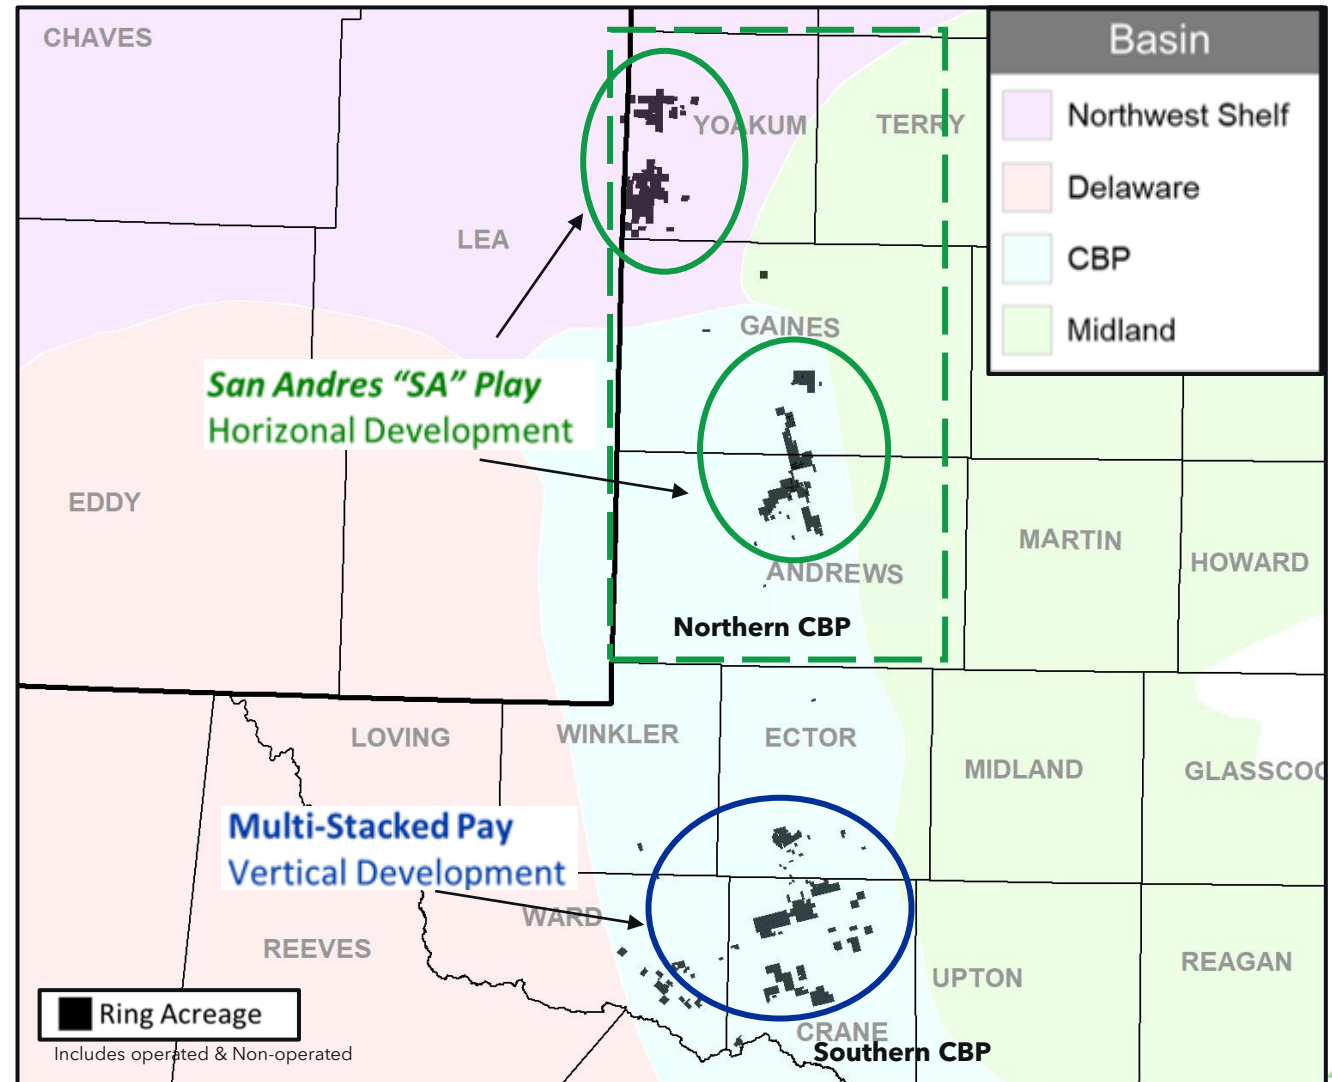 CHAVES
Basin
Northwest Shelf
YOAKUM
TERRY
Delaware
LEA
CBP
GAINES
Midland
San Andres “SA” Play
Horizonal Development
EDDY
MARTIN
HOWARD
ANDREWS
Northern CBP
LOVING
WINKLER
ECTOR
MIDLAND
GLASSCOC
Multi-Stacked Pay
Vertical Development
WARD
REEVES
UPTON
REAGAN
Ring Acreage
CRANE
Includes operated & Non-operated
Southern CBP